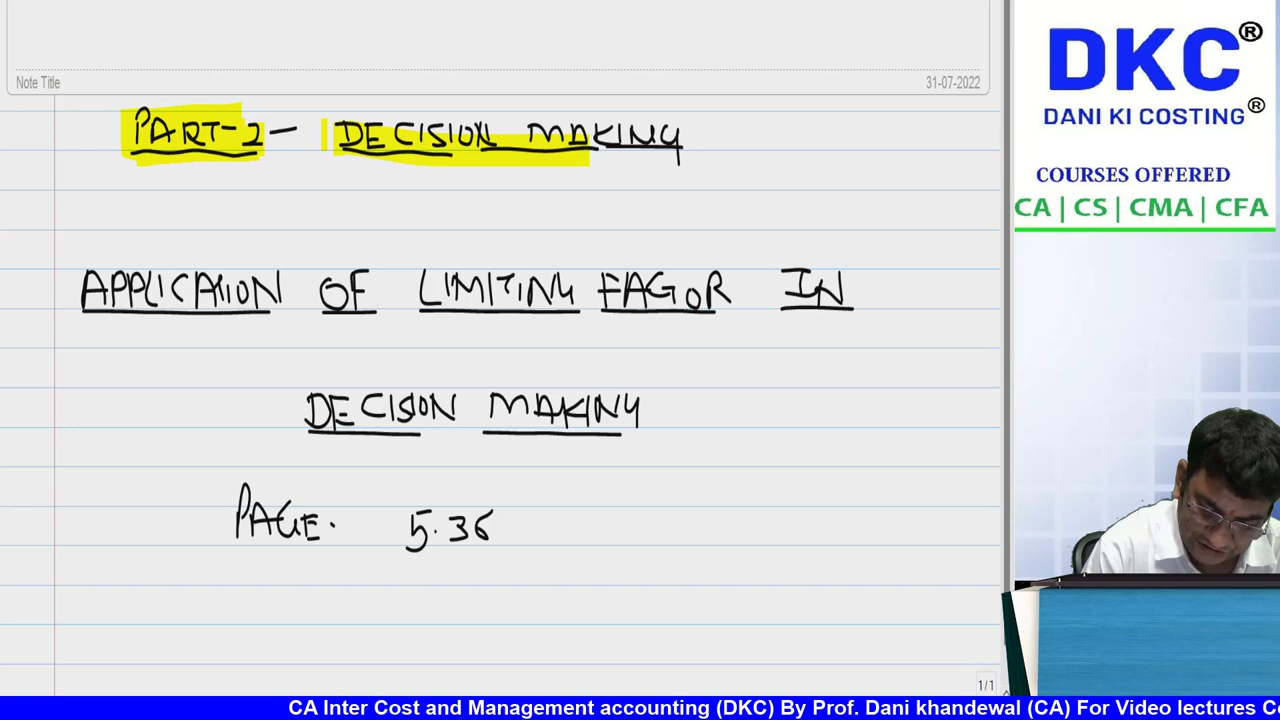 Note Title
31-07-2022
PART-2 - DECISION MAKING
APPLICATION OF LIMITING FACTOR IN
DECISION MAKING
PAGE. 5.36
1/1
DKC®
DANI KI COSTING®
COURSES OFFERED
CA | CS | CMA | CFA
CA Inter Cost and Management accounting (DKC) By Prof. Dani khandewal (CA) For Video lectures Co